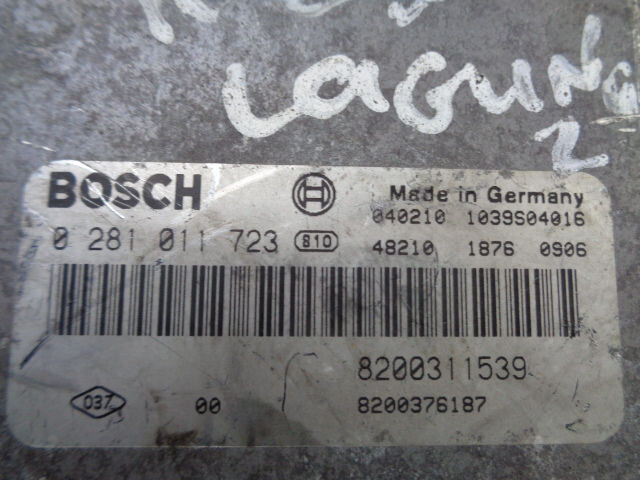 LAGUNA
2
BOSCH Made in Germany
040210 1039S04016
0 281 011 723 810 48210 1876 0906
8200311539
037 00 8200376187